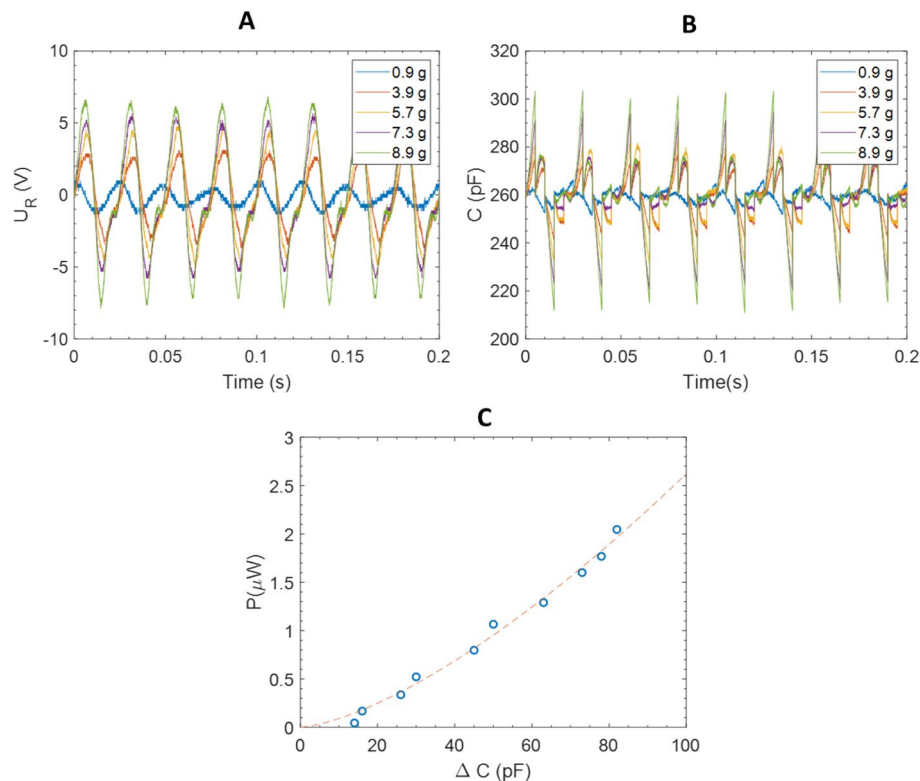 A
U_R (V)
10
5
0
-5
-10
0.9 g
3.9 g
5.7 g
7.3 g
8.9 g
0 0.05 0.1 0.15 0.2
Time (s)
B
C (pF)
320
300
280
260
240
220
200
0.9 g
3.9 g
5.7 g
7.3 g
8.9 g
0 0.05 0.1 0.15 0.2
Time(s)
C
P(μW)
3
2.5
2
1.5
1
0.5
0
0 20 40 60 80 100
Δ C (pF)